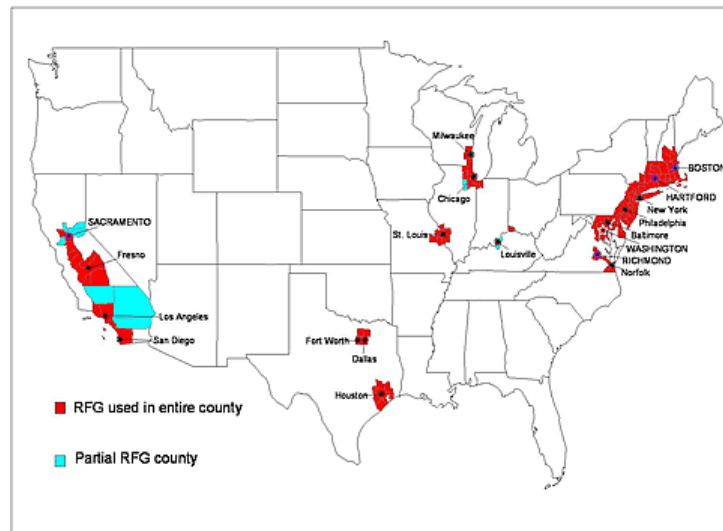 Milwaukee
BOSTON
Chicago
HARTFORD
New York
SACRAMENTO
Philadelphia
St. Louis
Baltimore
Louisville
WASHINGTON
Fresno
RICHMOND
Norfolk
Los Angeles
San Diego
Fort Worth
Dallas
Houston
RFG used in entire county
Partial RFG county